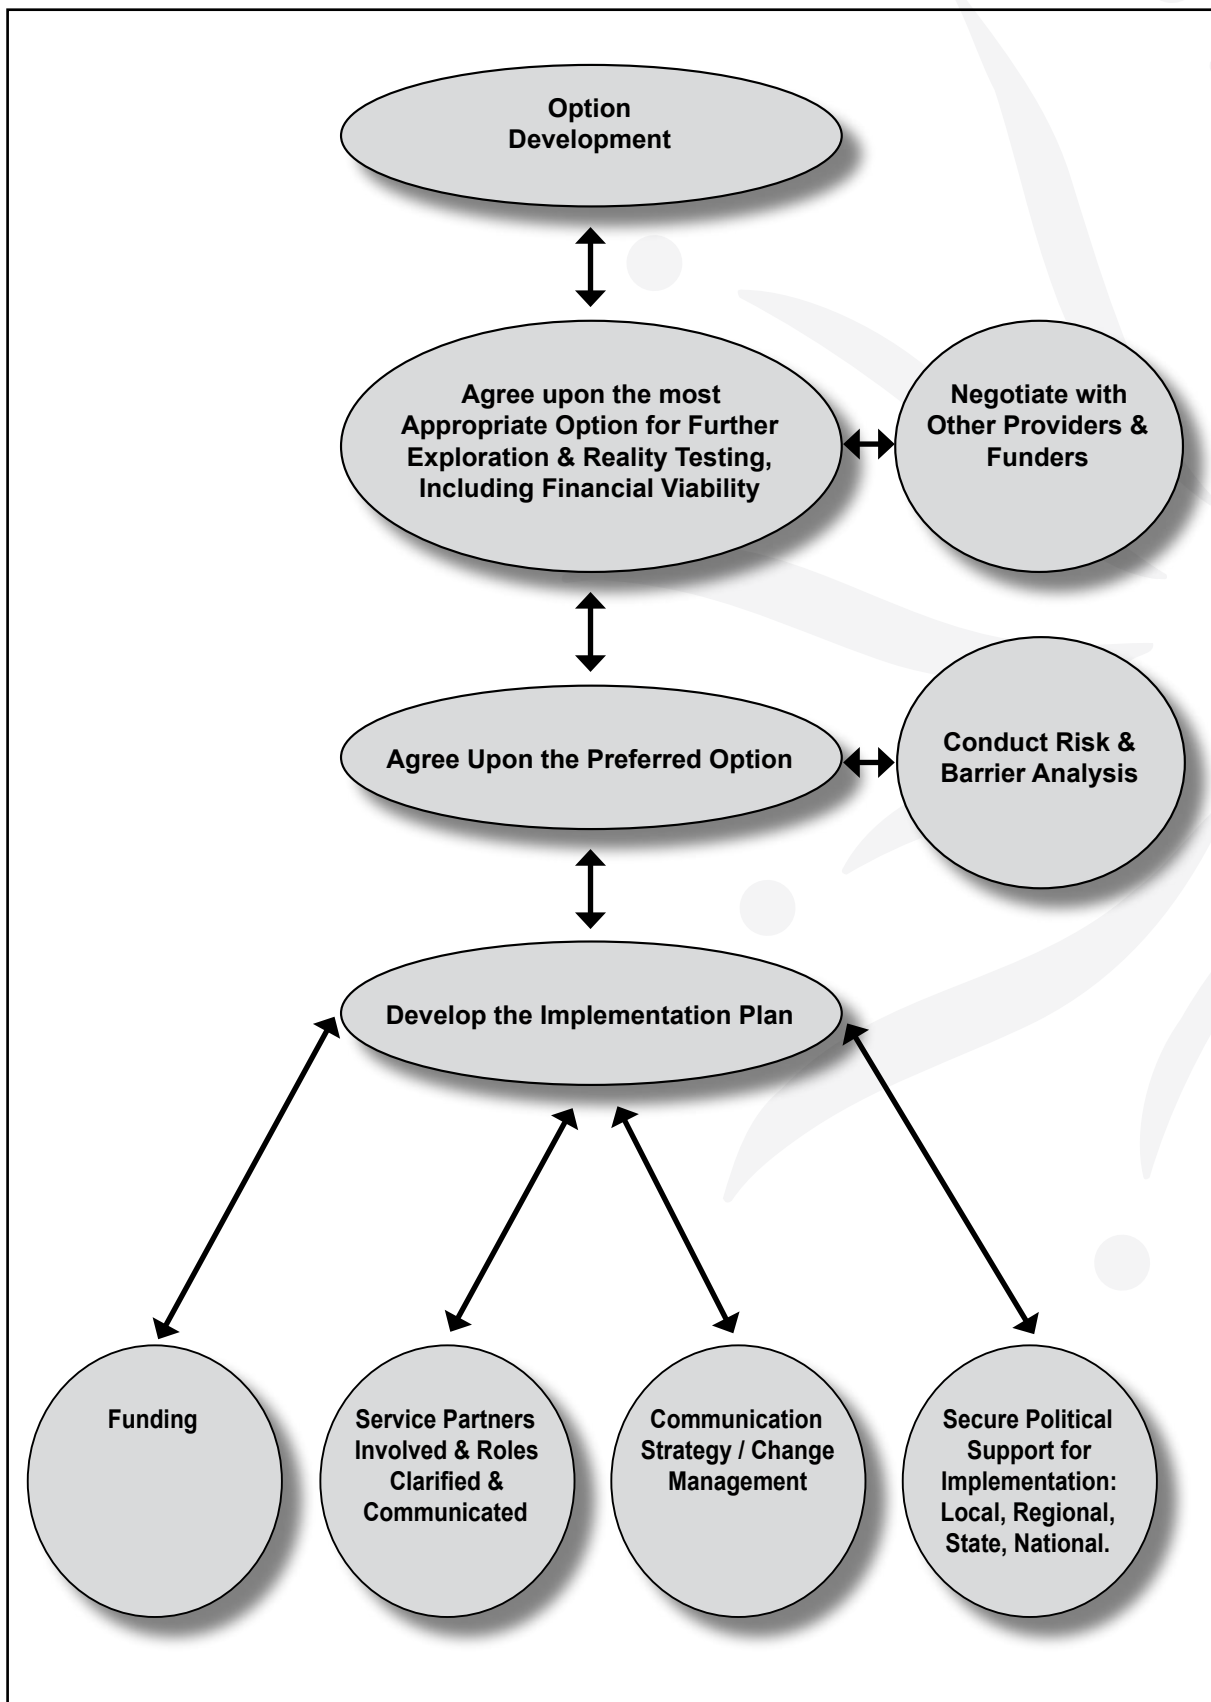 Option
Development
Agree upon the most
Appropriate Option for Further
Exploration & Reality Testing,
Including Financial Viability
Negotiate with
Other Providers &
Funders
Agree Upon the Preferred Option
Conduct Risk &
Barrier Analysis
Develop the Implementation Plan
Funding
Service Partners
Involved & Roles
Clarified &
Communicated
Communication
Strategy / Change
Management
Secure Political
Support for
Implementation:
Local, Regional,
State, National.